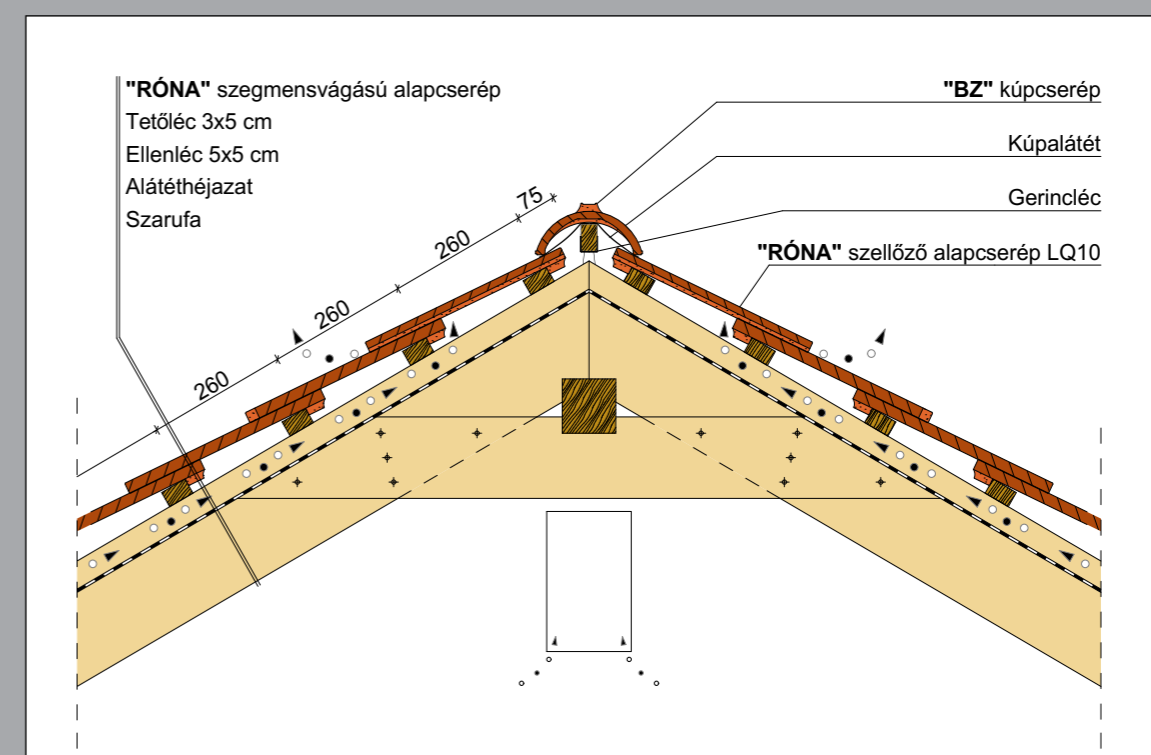 "RÓNA" szegmensvágású alapcserép
Tetőléc 3x5 cm
Ellenléc 5x5 cm
Alátéthéjazat
Szarufa
"BZ" kúpcserép
Kúpalátét
Gerincléc
"RÓNA" szellőző alapcserép LQ10
75
260
260
260